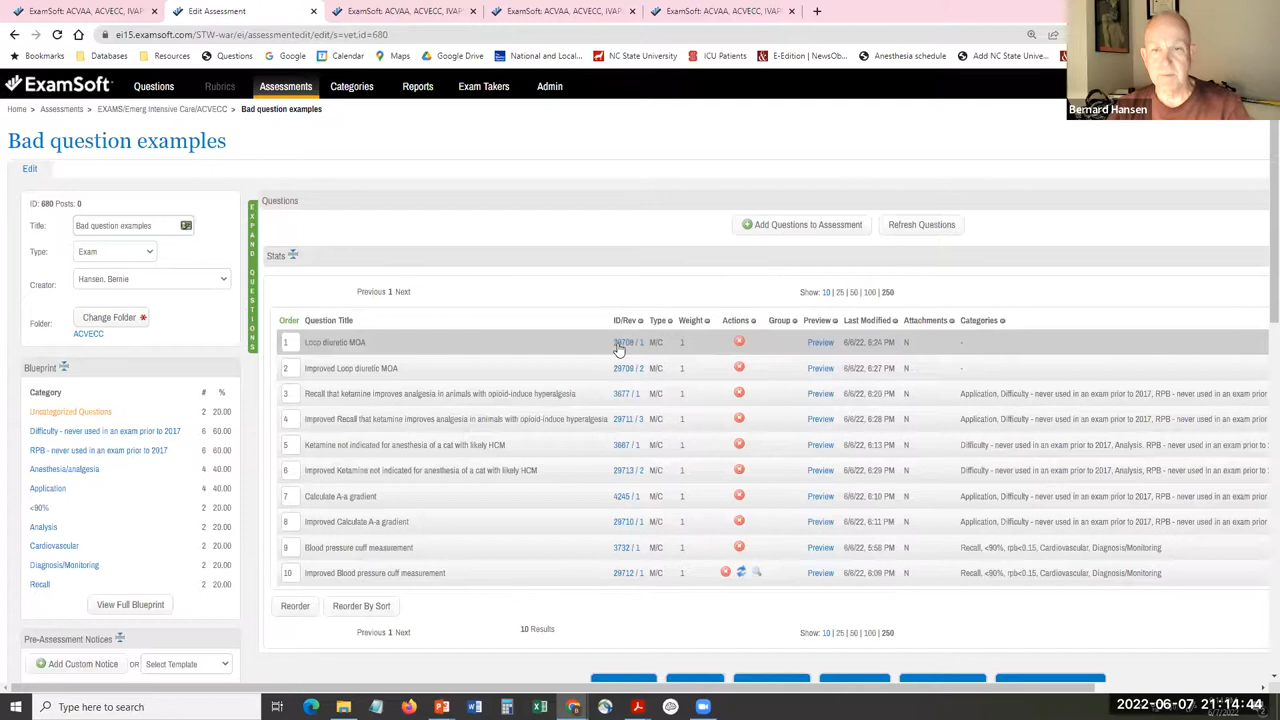 ExamSoft: ACVAA, ACVECC, IVAP × Edit Assessment × ExamSoft: ACVAA, ACVECC, IVAP × ExamSoft: ACVAA, ACVECC, IVAP × ExamSoft: ACVAA, ACVECC, IVAP × +
ei15.examsoft.com/STW-war/ei/assessmentedit/edit/s=vet,id=680
Bookmarks Databases Resources Google Calendar Maps National and Local... NC State University ICU Patients E-Edition | NewsOb... Anesthesia schedule Add NC State Unive...
Bernard Hansen
ExamSoft Questions Rubrics Assessments Categories Reports Exam Takers Admin
Home > Assessments > EXAMS/Emerg Intensive Care/ACVECC > Bad question examples
Bad question examples
Edit
ID: 680 Posts: 0
Title: Bad question examples
Type: Exam
Creator: Hansen, Bernie
Folder: Change Folder
ACVECC
Blueprint
Category # %
Uncategorized Questions 2 20.00
Difficulty - never used in an exam prior to 2017 6 60.00
RPB - never used in an exam prior to 2017 6 60.00
Anesthesia/analgesia 4 40.00
Application 4 40.00
<90% 2 20.00
Analysis 2 20.00
Cardiovascular 2 20.00
Diagnosis/Monitoring 2 20.00
Recall 2 20.00
View Full Blueprint
Pre-Assessment Notices
Add Custom Notice OR Select Template
EXPAND QUESTIONS
Questions
Add Questions to Assessment Refresh Questions
Stats
Previous 1 Next Show: 10 | 25 | 50 | 100 | 250
Order Question Title ID/Rev Type Weight Actions Group Preview Last Modified Attachments Categories
1 Loop diuretic MOA 29708 / 1 M/C 1 Preview 6/6/22, 6:24 PM N -
2 Improved Loop diuretic MOA 29709 / 2 M/C 1 Preview 6/6/22, 6:27 PM N -
3 Recall that ketamine improves analgesia in animals with opioid-induce hyperalgesia 3677 / 1 M/C 1 Preview 6/6/22, 6:20 PM N Application, Difficulty - never used in an exam prior to 2017, RPB - never used in an exam prior
4 Improved Recall that ketamine improves analgesia in animals with opioid-induce hyperalgesia 29711 / 3 M/C 1 Preview 6/6/22, 6:28 PM N Application, Difficulty - never used in an exam prior to 2017, RPB - never used in an exam prior
5 Ketamine not indicated for anesthesia of a cat with likely HCM 3667 / 1 M/C 1 Preview 6/6/22, 6:13 PM N Difficulty - never used in an exam prior to 2017, Analysis, RPB - never used in an exam prior to
6 Improved Ketamine not indicated for anesthesia of a cat with likely HCM 29713 / 2 M/C 1 Preview 6/6/22, 6:29 PM N Difficulty - never used in an exam prior to 2017, Analysis, RPB - never used in an exam prior to
7 Calculate A-a gradient 4245 / 1 M/C 1 Preview 6/6/22, 6:10 PM N Application, Difficulty - never used in an exam prior to 2017, RPB - never used in an exam prior
8 Improved Calculate A-a gradient 29710 / 1 M/C 1 Preview 6/6/22, 6:11 PM N Application, Difficulty - never used in an exam prior to 2017, RPB - never used in an exam prior
9 Blood pressure cuff measurement 3732 / 1 M/C 1 Preview 6/6/22, 5:58 PM N Recall, <90%, rpb<0.15, Cardiovascular, Diagnosis/Monitoring
10 Improved Blood pressure cuff measurement 29712 / 1 M/C 1 Preview 6/6/22, 6:09 PM N Recall, <90%, rpb<0.15, Cardiovascular, Diagnosis/Monitoring
Reorder Reorder By Sort
Previous 1 Next 10 Results Show: 10 | 25 | 50 | 100 | 250
Type here to search
2022-06-07 21:14:44